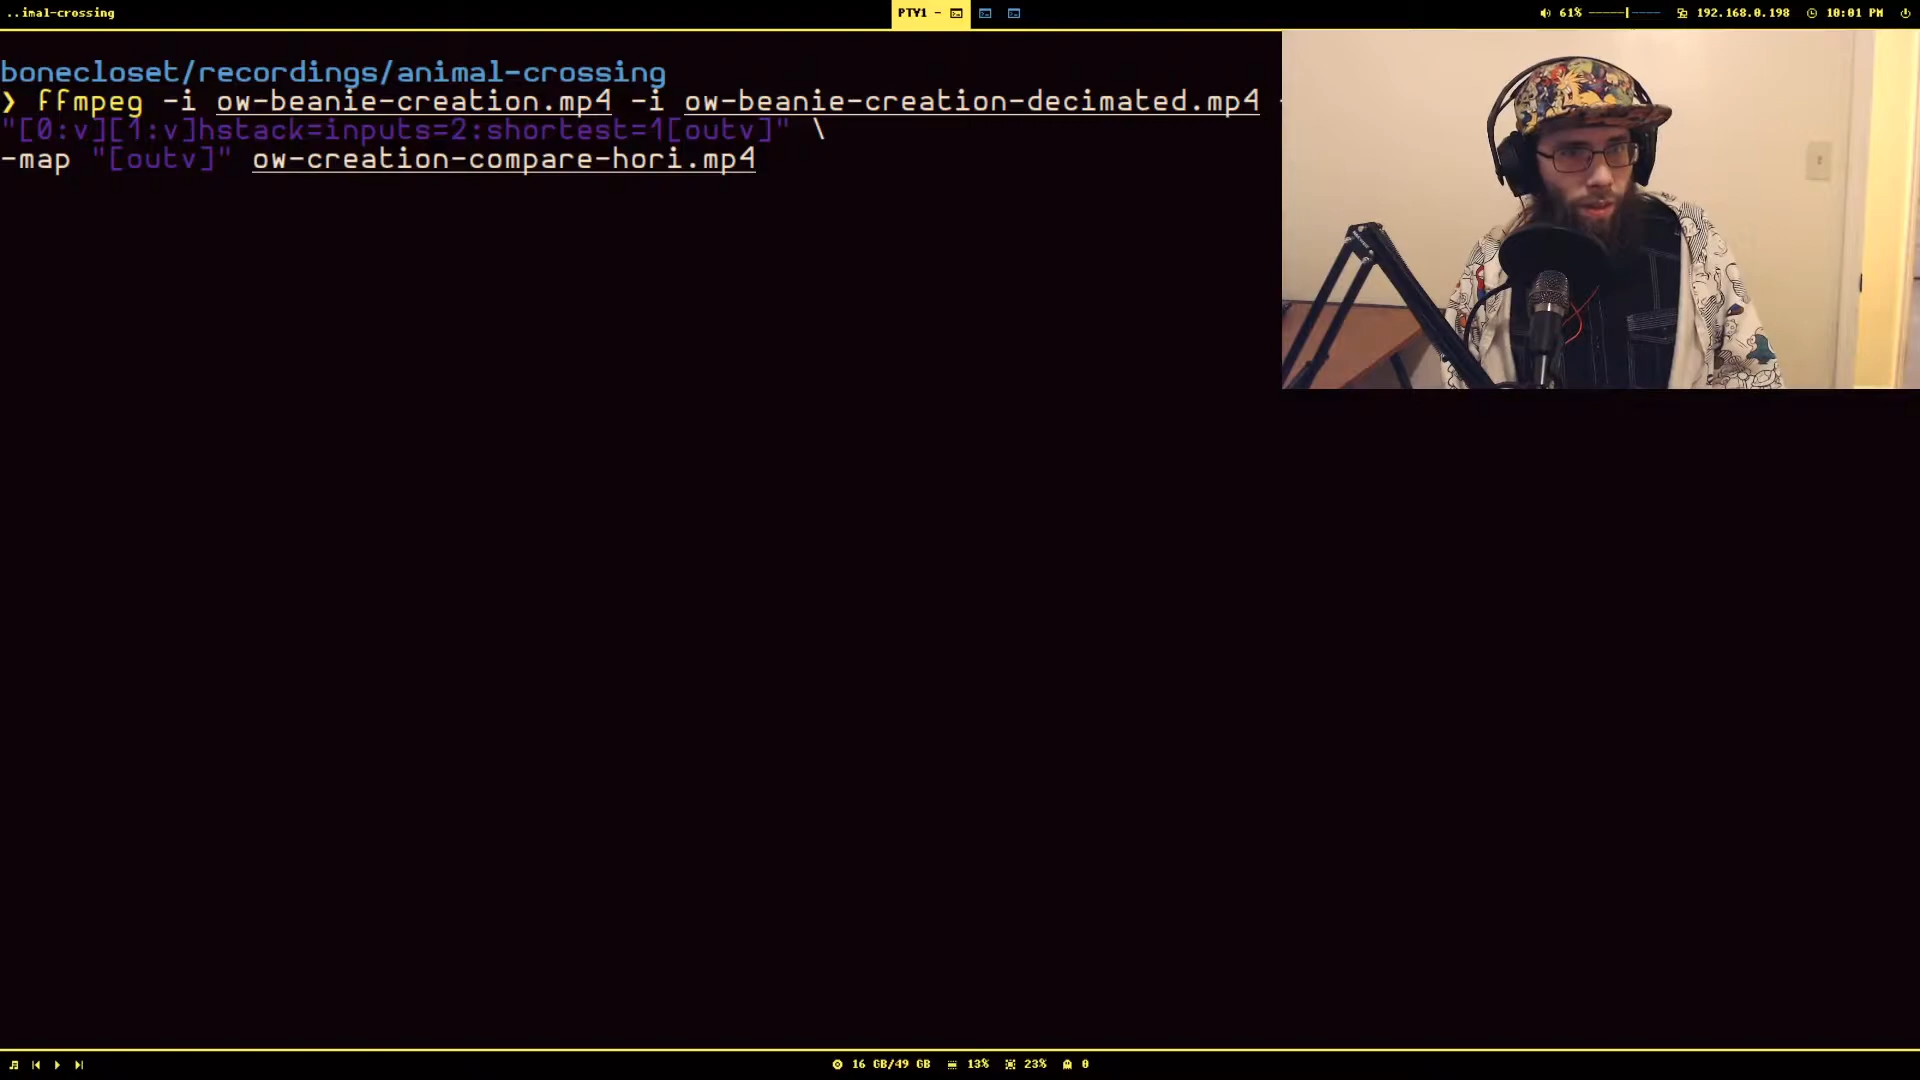 ..imal-crossing
PTY1 -
61%
192.168.0.198
10:01 PM
bonecloset/recordings/animal-crossing
❯ ffmpeg -i ow-beanie-creation.mp4 -i ow-beanie-creation-decimated.mp4
"[0:v][1:v]hstack=inputs=2:shortest=1[outv]" \
-map "[outv]" ow-creation-compare-hori.mp4
16 GB/49 GB
13%
23%
0